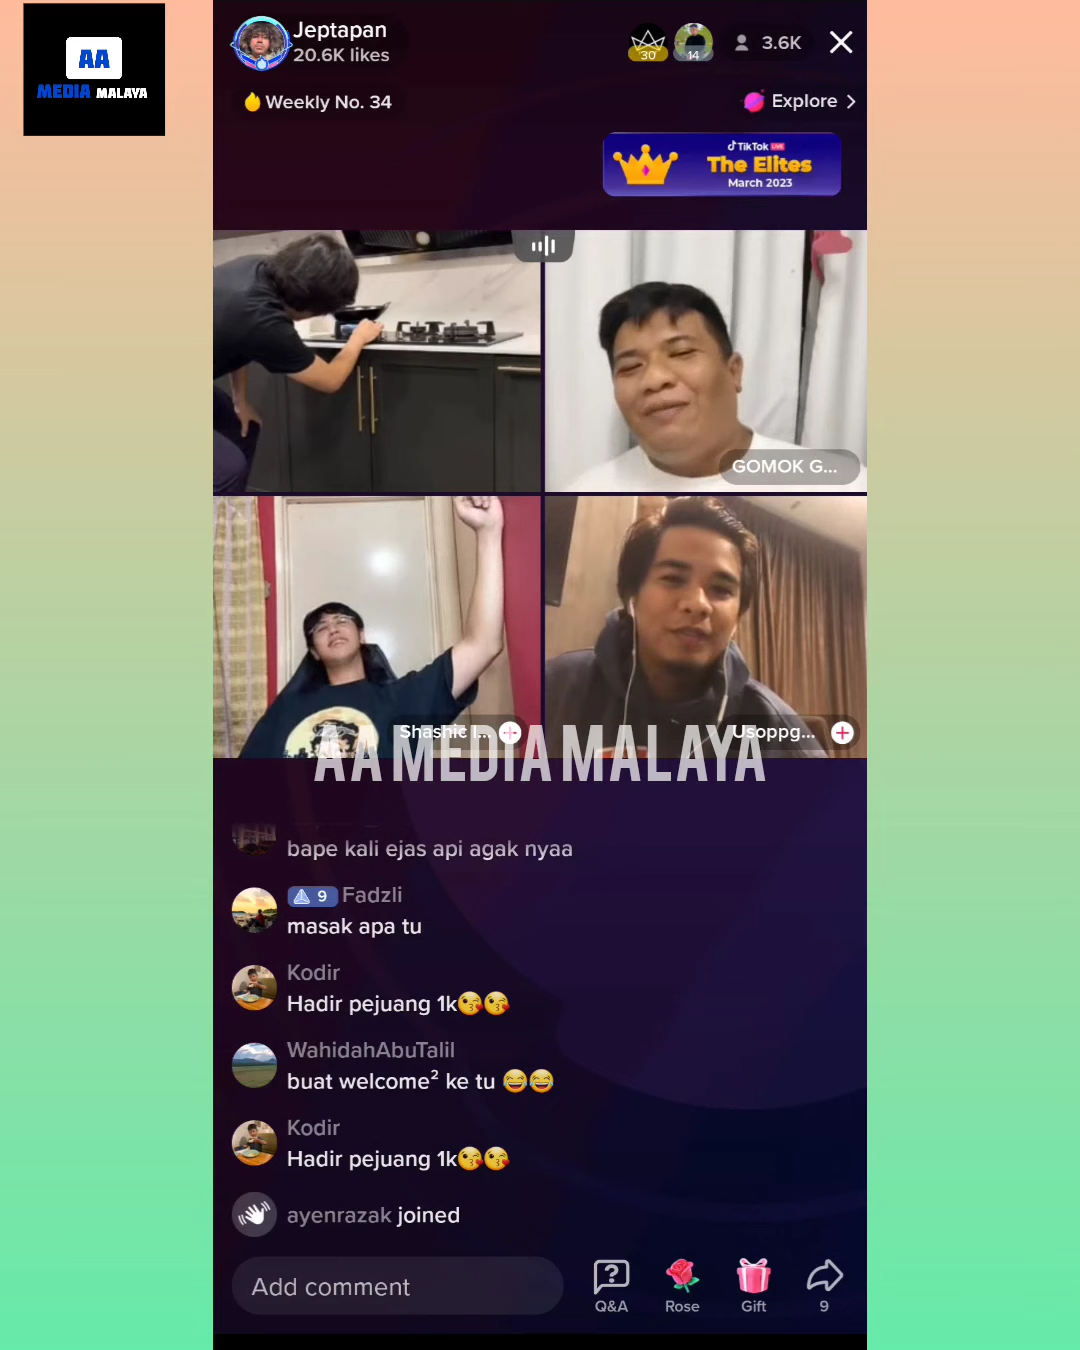 AA
MEDIA MALAYA
Jeptapan
20.6K likes
30
14
3.6K
Weekly No. 34
Explore
TikTok LIVE
The Elites
March 2023
GOMOK G...
Shashic I...
Usoppg...
AA MEDIA MALAYA
bape kali ejas api agak nyaa
9 Fadzli
masak apa tu
Kodir
Hadir pejuang 1k😘😘
WahidahAbuTalil
buat welcome² ke tu 😂😂
Kodir
Hadir pejuang 1k😘😘
ayenrazak joined
Add comment
Q&A
Rose
Gift
9